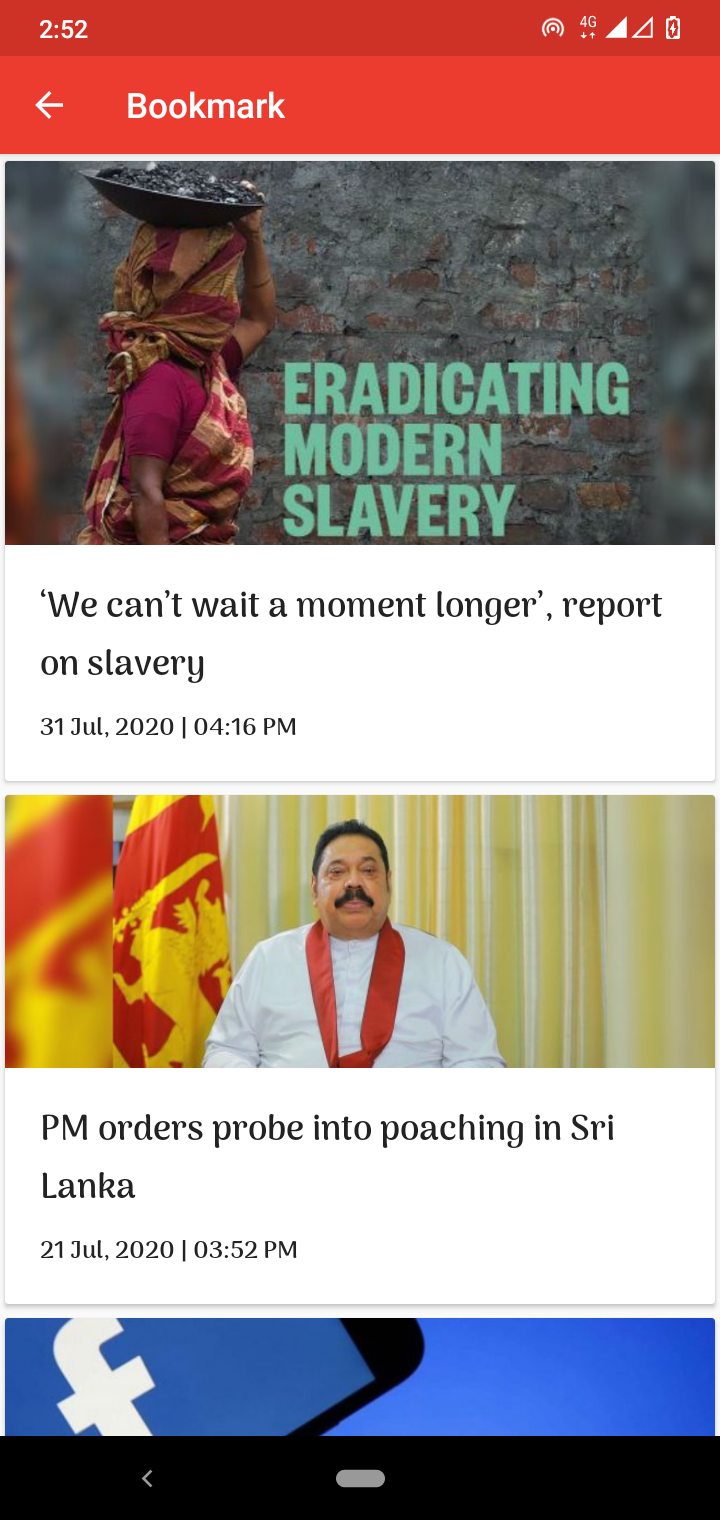 2:52
4G
Bookmark
ERADICATING
MODERN
SLAVERY
‘We can’t wait a moment longer’, report
on slavery
31 Jul, 2020 | 04:16 PM
PM orders probe into poaching in Sri
Lanka
21 Jul, 2020 | 03:52 PM